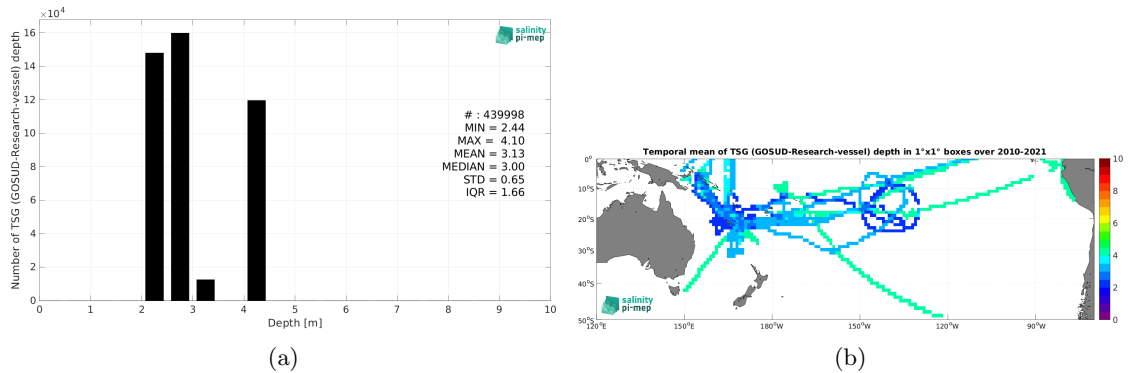 ×10⁴
16
14
12
10
8
6
4
2
0
Number of TSG (GOSUD-Research-vessel) depth
0 1 2 3 4 5 6 7 8 9 10
Depth [m]
salinity
pi-mep
# : 439998
MIN = 2.44
MAX = 4.10
MEAN = 3.13
MEDIAN = 3.00
STD = 0.65
IQR = 1.66
(a)
Temporal mean of TSG (GOSUD-Research-vessel) depth in 1°x1° boxes over 2010-2021
0°
10°S
20°S
30°S
40°S
50°S
120°E 150°E 180°W 150°W 120°W 90°W
salinity
pi-mep
10
8
6
4
2
0
(b)